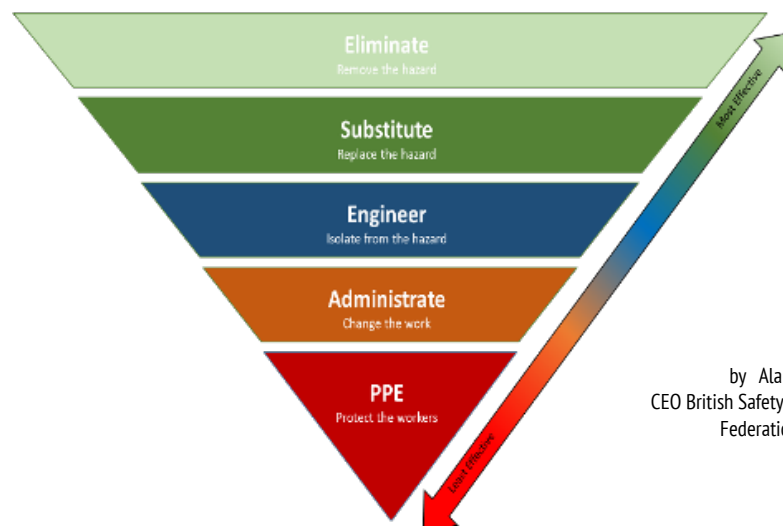 Eliminate
Remove the hazard
Most Effective
Substitute
Replace the hazard
Engineer
Isolate from the hazard
Administrate
Change the work
PPE
Protect the workers
Least Effective
by Ala
CEO British Safety
Federatio